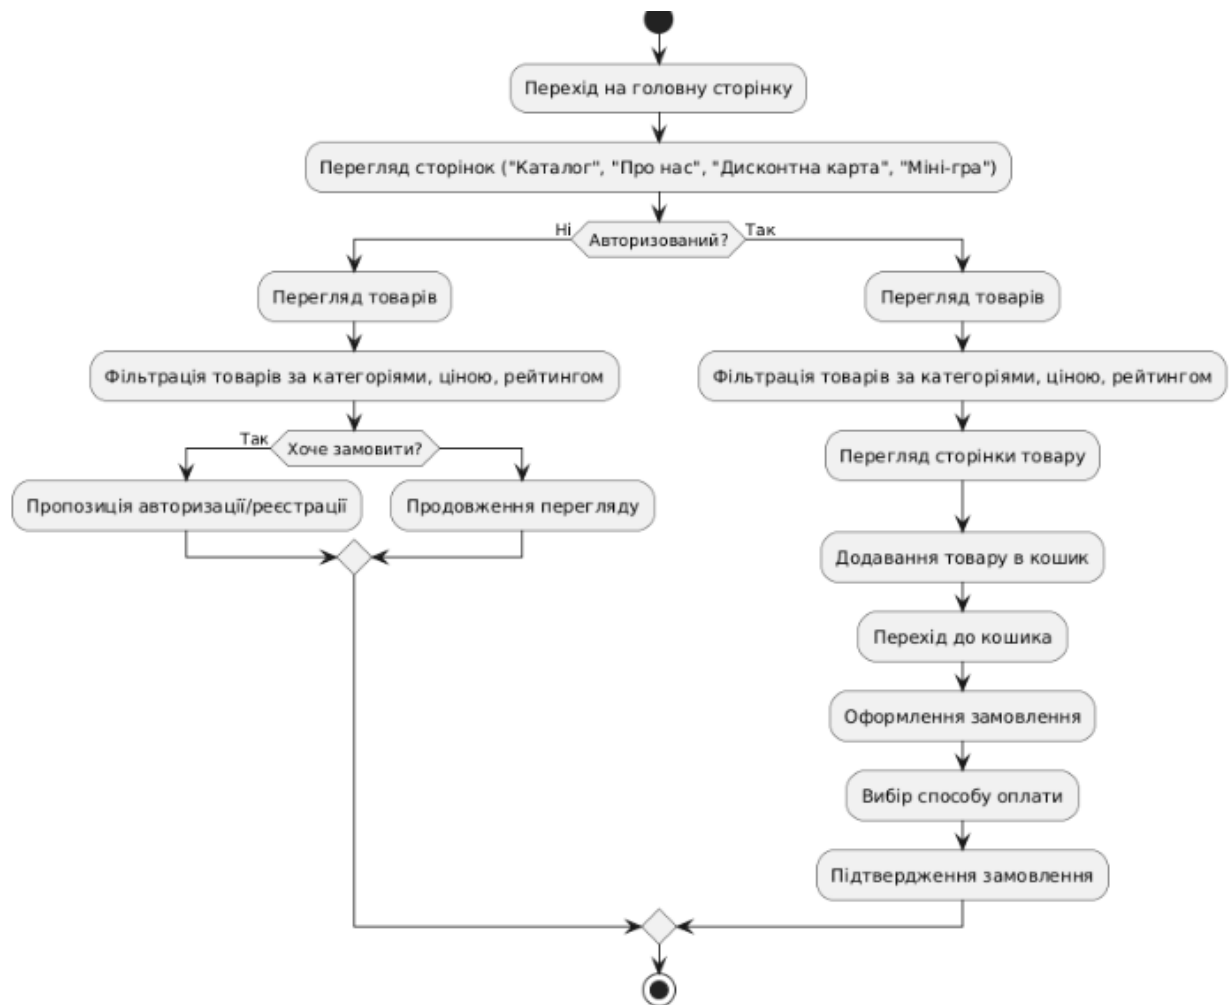 Перехід на головну сторінку
Перегляд сторінок ("Каталог", "Про нас", "Дисконтна карта", "Міні-гра")
Ні
Авторизований?
Так
Перегляд товарів
Перегляд товарів
Фільтрація товарів за категоріями, ціною, рейтингом
Фільтрація товарів за категоріями, ціною, рейтингом
Так
Хоче замовити?
Перегляд сторінки товару
Пропозиція авторизації/реєстрації
Продовження перегляду
Додавання товару в кошик
Перехід до кошика
Оформлення замовлення
Вибір способу оплати
Підтвердження замовлення